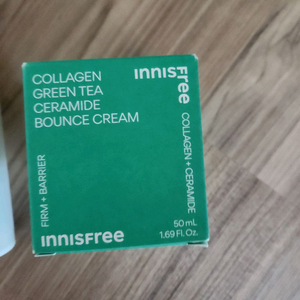 COLLAGEN
GREEN TEA
CERAMIDE
BOUNCE CREAM
innisfree
COLLAGEN + CERAMIDE
FIRM + BARRIER
50 mL
1.69 Fl. Oz.
innisfree